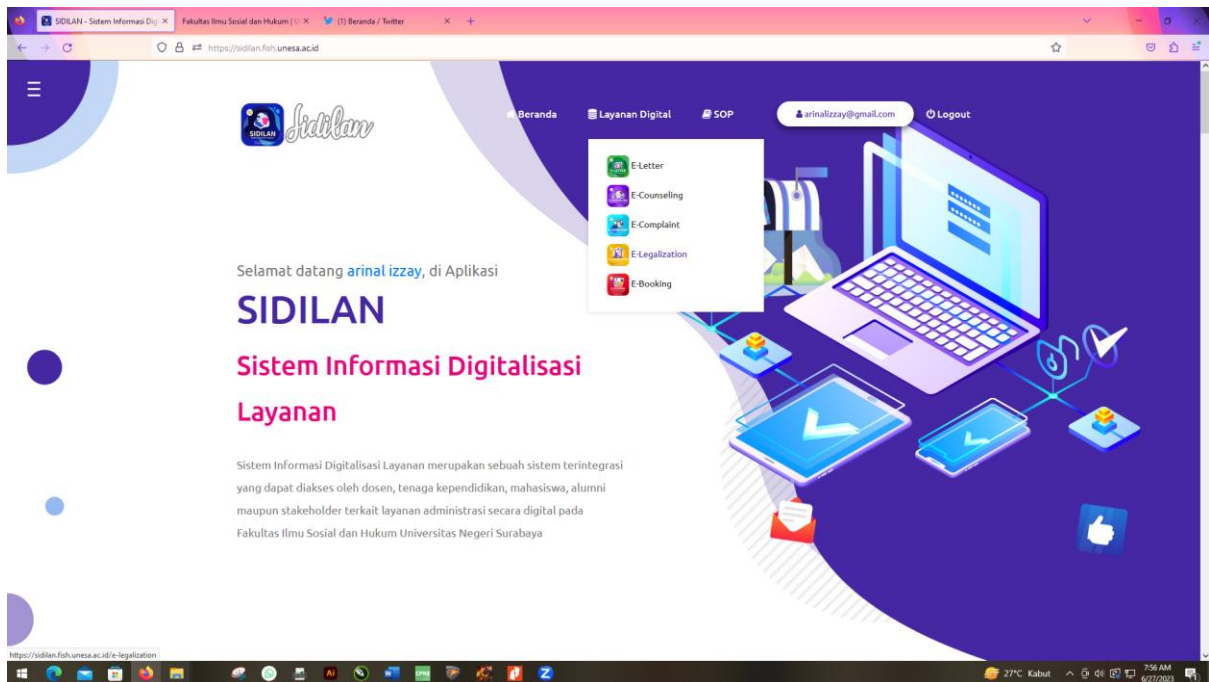 SIDILAN - Sistem Informasi Dig
Fakultas Ilmu Sosial dan Hukum |
(1) Beranda / Twitter
https://sidilan.fish.unesa.ac.id
SIDILAN
Sidilan
Beranda
Layanan Digital
SOP
arinalizzay@gmail.com
Logout
E-Letter
E-Counseling
E-Complaint
E-Legalization
E-Booking
Selamat datang arinal izzay, di Aplikasi
SIDILAN
Sistem Informasi Digitalisasi
Layanan
Sistem Informasi Digitalisasi Layanan merupakan sebuah sistem terintegrasi
yang dapat diakses oleh dosen, tenaga kependidikan, mahasiswa, alumni
maupun stakeholder terkait layanan administrasi secara digital pada
Fakultas Ilmu Sosial dan Hukum Universitas Negeri Surabaya
https://sidilan.fish.unesa.ac.id/e-legalization
27°C Kabut
7:56 AM
6/27/2023